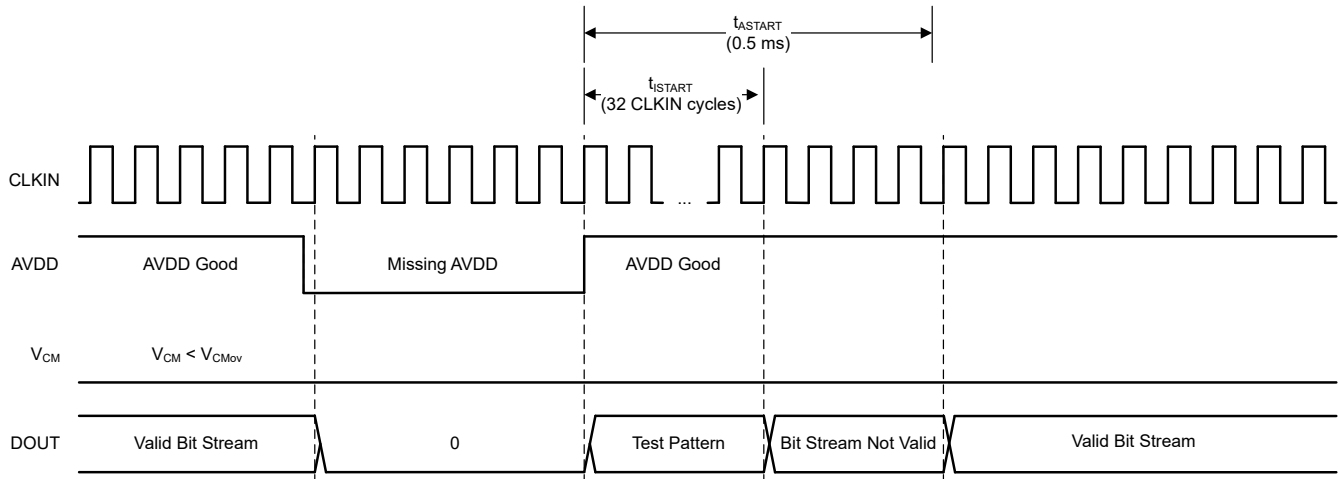 tASTART
(0.5 ms)
tISTART
(32 CLKIN cycles)
CLKIN
...
AVDD
AVDD Good
Missing AVDD
AVDD Good
VCM
VCM < VCMov
DOUT
Valid Bit Stream
0
Test Pattern
Bit Stream Not Valid
Valid Bit Stream